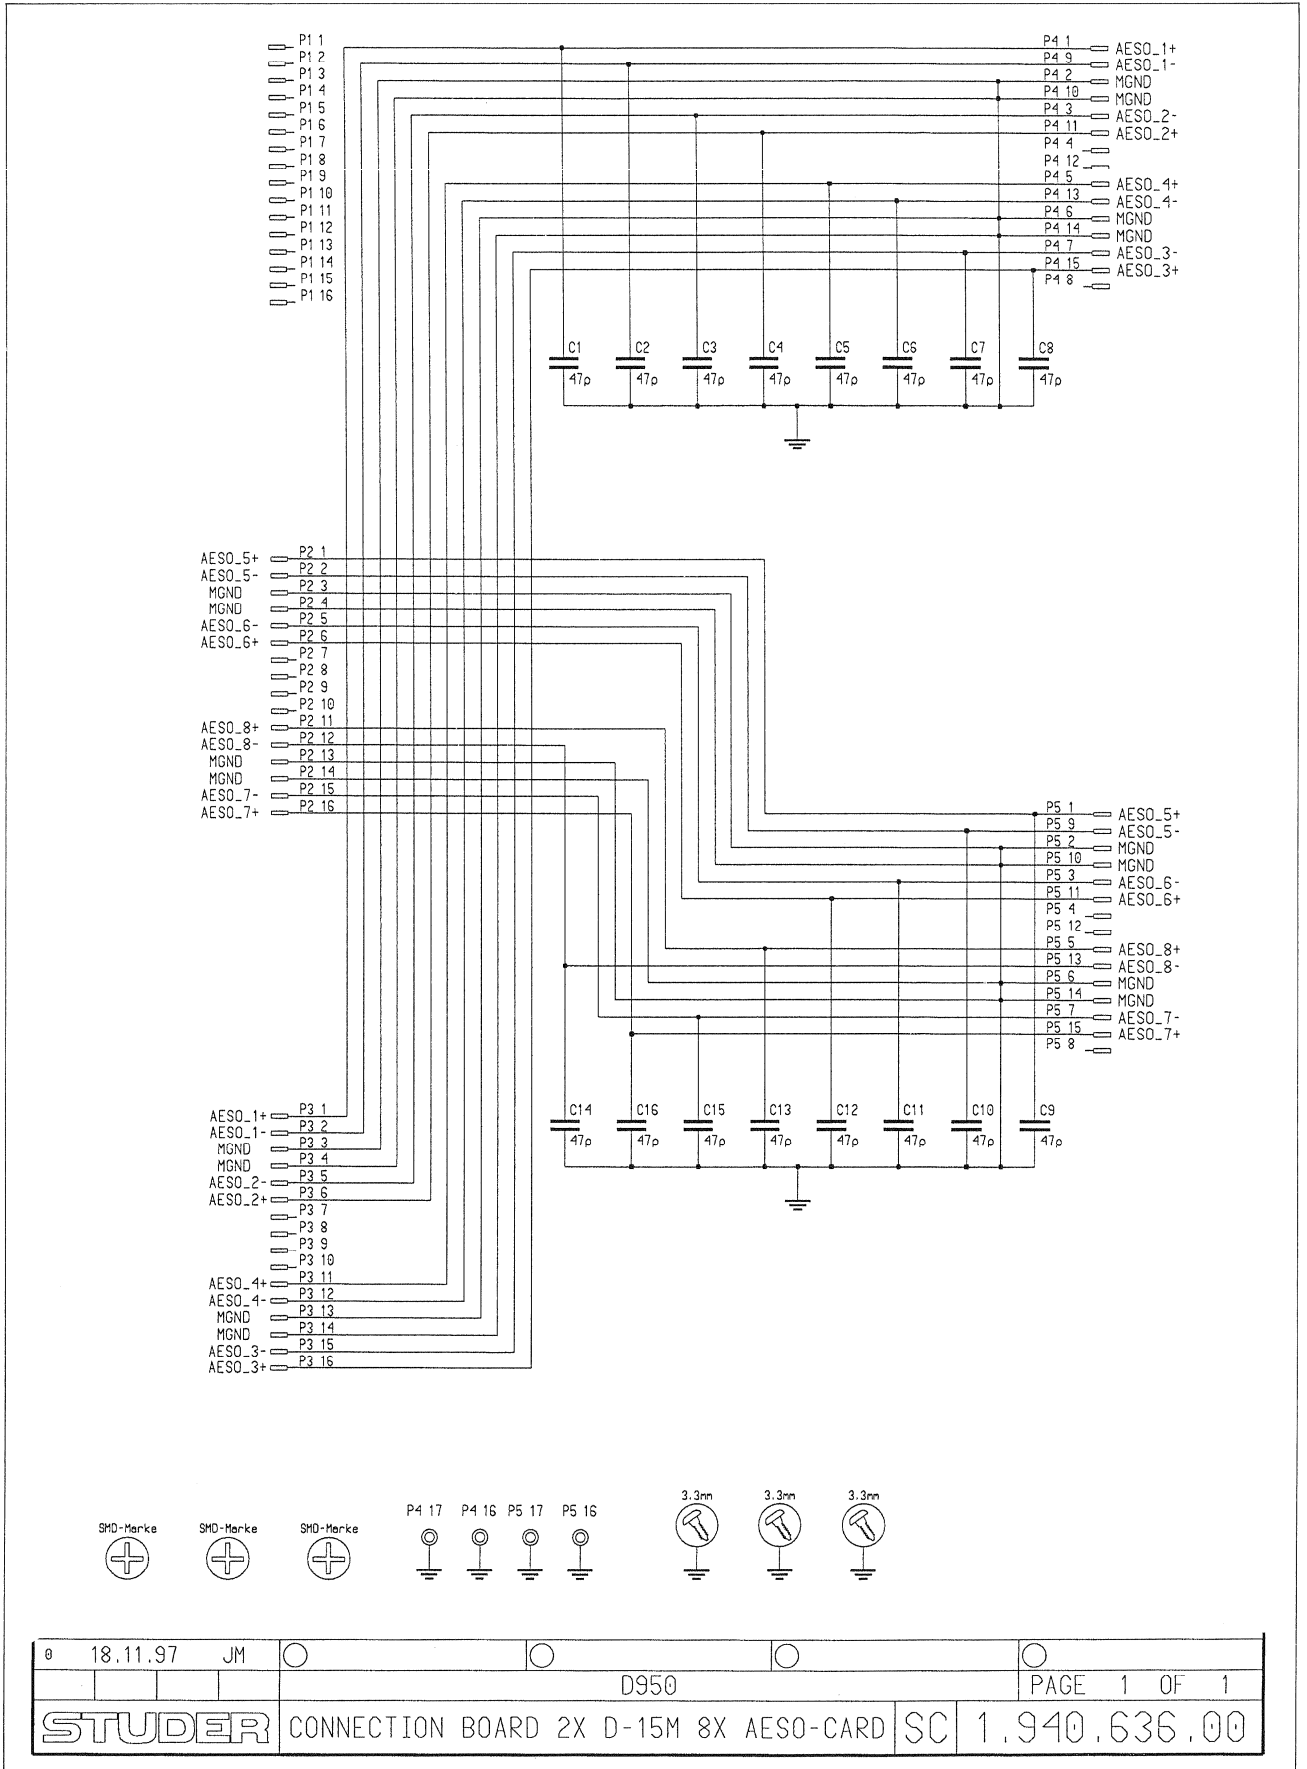 P1 1
P1 2
P1 3
P1 4
P1 5
P1 6
P1 7
P1 8
P1 9
P1 10
P1 11
P1 12
P1 13
P1 14
P1 15
P1 16
P4 1 AESO_1+
P4 9 AESO_1-
P4 2 MGND
P4 10 MGND
P4 3 AESO_2-
P4 11 AESO_2+
P4 4
P4 12
P4 5 AESO_4+
P4 13 AESO_4-
P4 6 MGND
P4 14 MGND
P4 7 AESO_3-
P4 15 AESO_3+
P4 8
C1 C2 C3 C4 C5 C6 C7 C8
47p 47p 47p 47p 47p 47p 47p 47p
AESO_5+ P2 1
AESO_5- P2 2
MGND P2 3
MGND P2 4
AESO_6- P2 5
AESO_6+ P2 6
P2 7
P2 8
P2 9
P2 10
AESO_8+ P2 11
AESO_8- P2 12
MGND P2 13
MGND P2 14
AESO_7- P2 15
AESO_7+ P2 16
P5 1 AESO_5+
P5 9 AESO_5-
P5 2 MGND
P5 10 MGND
P5 3 AESO_6-
P5 11 AESO_6+
P5 4
P5 12
P5 5 AESO_8+
P5 13 AESO_8-
P5 6 MGND
P5 14 MGND
P5 7 AESO_7-
P5 15 AESO_7+
P5 8
C14 C16 C15 C13 C12 C11 C10 C9
47p 47p 47p 47p 47p 47p 47p 47p
AESO_1+ P3 1
AESO_1- P3 2
MGND P3 3
MGND P3 4
AESO_2- P3 5
AESO_2+ P3 6
P3 7
P3 8
P3 9
P3 10
AESO_4+ P3 11
AESO_4- P3 12
MGND P3 13
MGND P3 14
AESO_3- P3 15
AESO_3+ P3 16
SMD-Marke SMD-Marke SMD-Marke
P4 17 P4 16 P5 17 P5 16
3.3mm 3.3mm 3.3mm
0 18.11.97 JM
D950 PAGE 1 OF 1
STUDER CONNECTION BOARD 2X D-15M 8X AESO-CARD SC 1.940.636.00